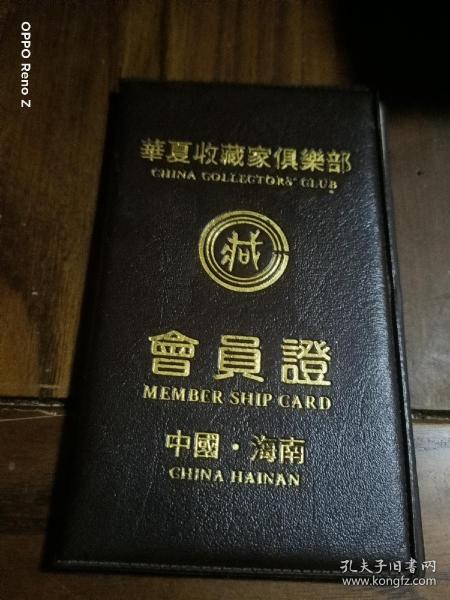 OPPO Reno Z
華夏收藏家俱樂部
CHINA COLLECTORS' CLUB
藏
會員證
MEMBER SHIP CARD
中國·海南
CHINA HAINAN
孔夫子旧书网
www.kongfz.com